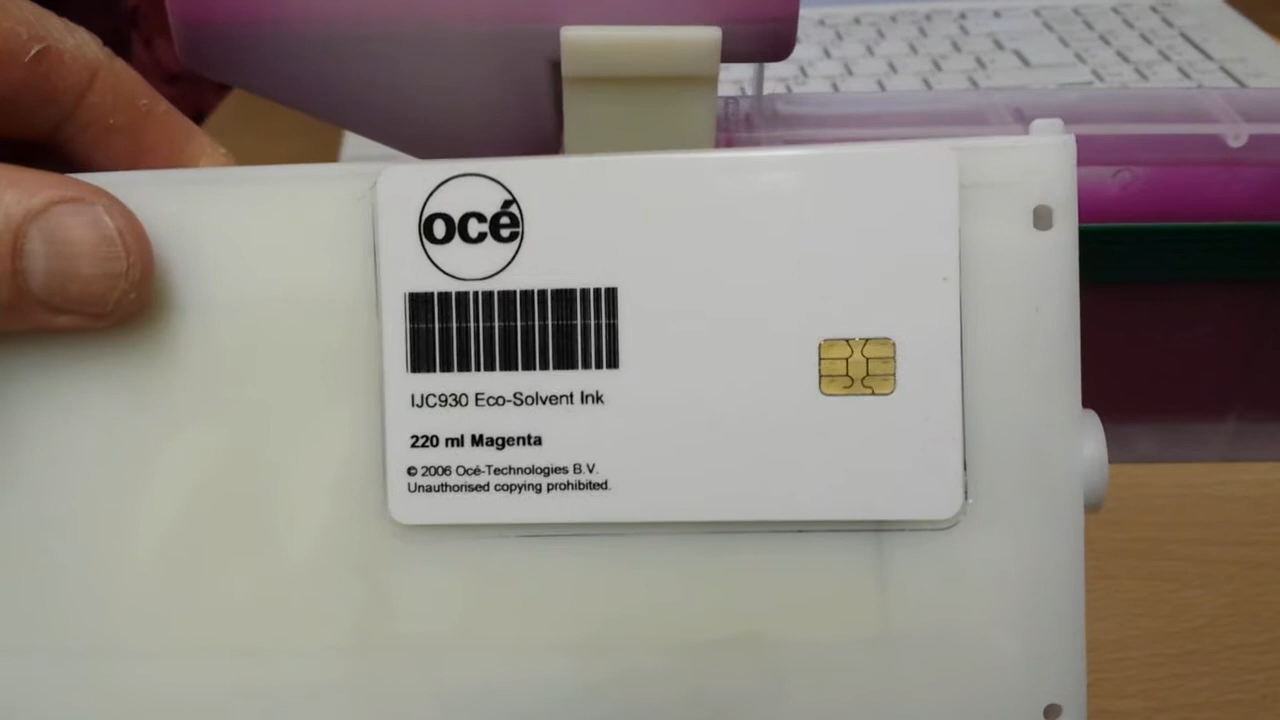 océ
IJC930 Eco-Solvent Ink
220 ml Magenta
© 2006 Océ-Technologies B.V.
Unauthorised copying prohibited.